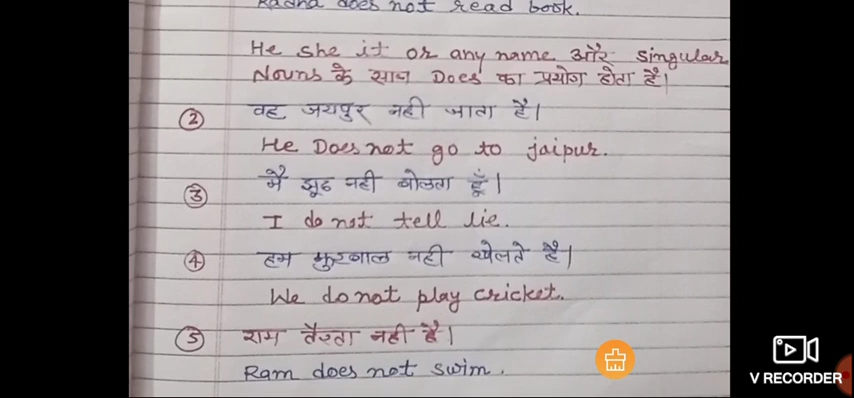 Radha does not read book.
He she it or any name और singular
Nouns के साथ Does का प्रयोग होता है।
② वह जयपुर नही जाता है।
He Does not go to jaipur.
③ मै झूठ नही बोलता हूँ।
I do not tell lie.
④ हम फुटबाल नही खेलते है।
We do not play cricket.
⑤ राम तैरता नही है।
Ram does not swim.
V RECORDER